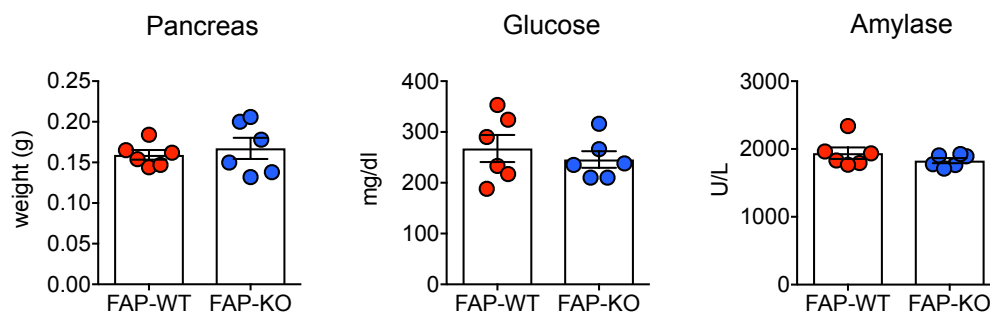 Pancreas
weight (g)
0.25
0.20
0.15
0.10
0.05
0.00
FAP-WT FAP-KO
Glucose
mg/dl
400
300
200
100
0
FAP-WT FAP-KO
Amylase
U/L
3000
2000
1000
0
FAP-WT FAP-KO